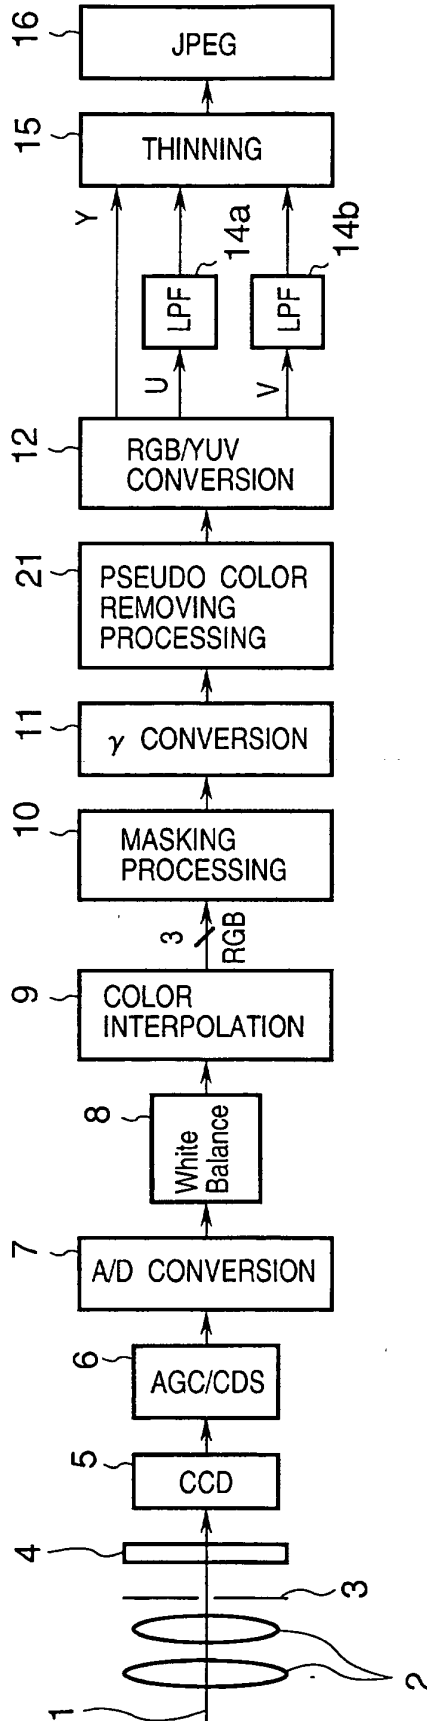 16
JPEG
15
THINNING
Y
14a
14b
LPF
LPF
U
V
12
RGB/YUV
CONVERSION
21
PSEUDO COLOR
REMOVING
PROCESSING
11
γ CONVERSION
10
MASKING
PROCESSING
3
RGB
9
COLOR
INTERPOLATION
8
White
Balance
7
A/D CONVERSION
6
AGC/CDS
5
CCD
4
3
2
1